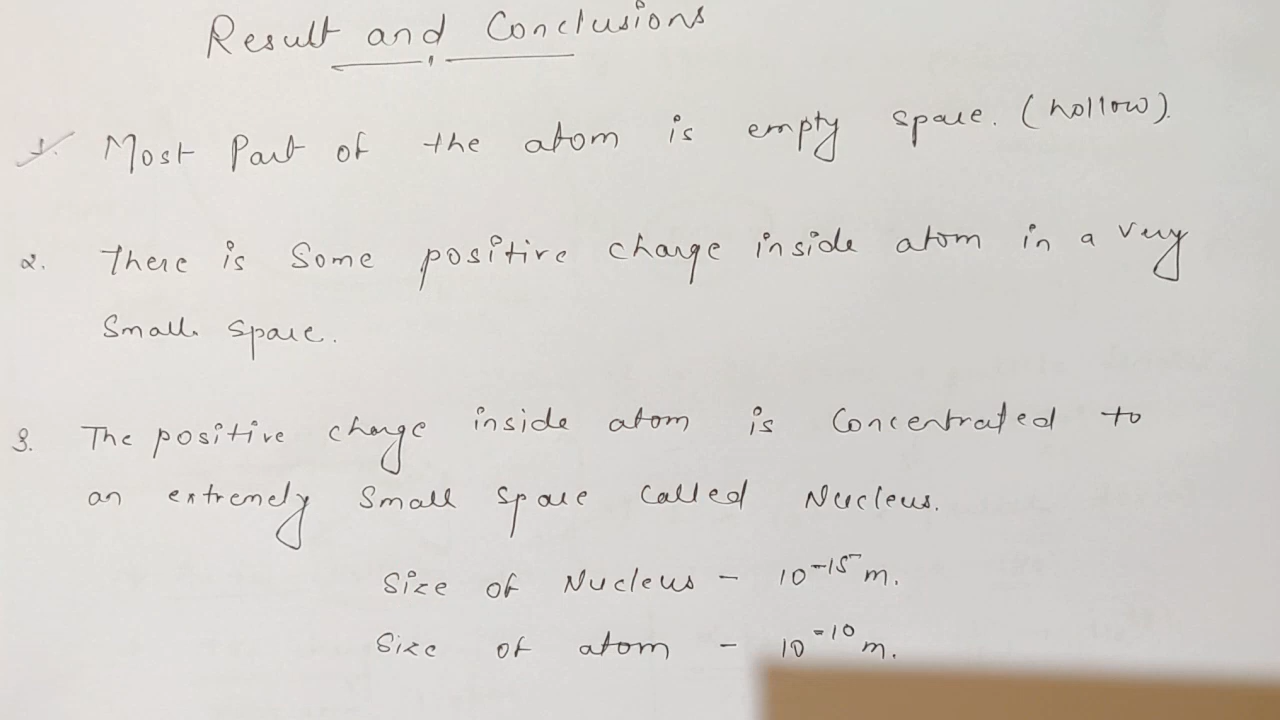 Result and Conclusions
1. Most Part of the atom is empty space. (hollow).
2. there is Some positive charge inside atom in a very
Small. space.
3. The positive charge inside atom is Concentrated to
an extremely Small space called Nucleus.
Size of Nucleus - 10⁻¹⁵ m.
Size of atom - 10⁻¹⁰ m.